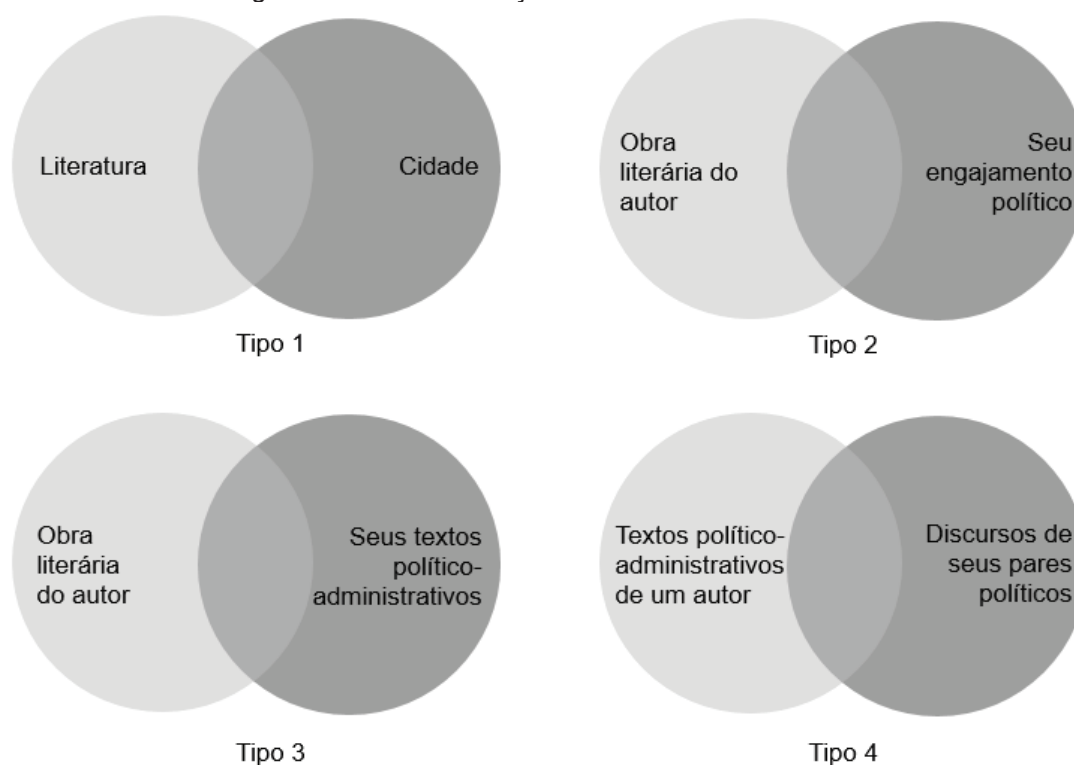 Literatura
Cidade
Tipo 1
Obra
literária do
autor
Seu
engajamento
político
Tipo 2
Obra
literária
do autor
Seus textos
político-
administrativos
Tipo 3
Textos político-
administrativos
de um autor
Discursos de
seus pares
políticos
Tipo 4